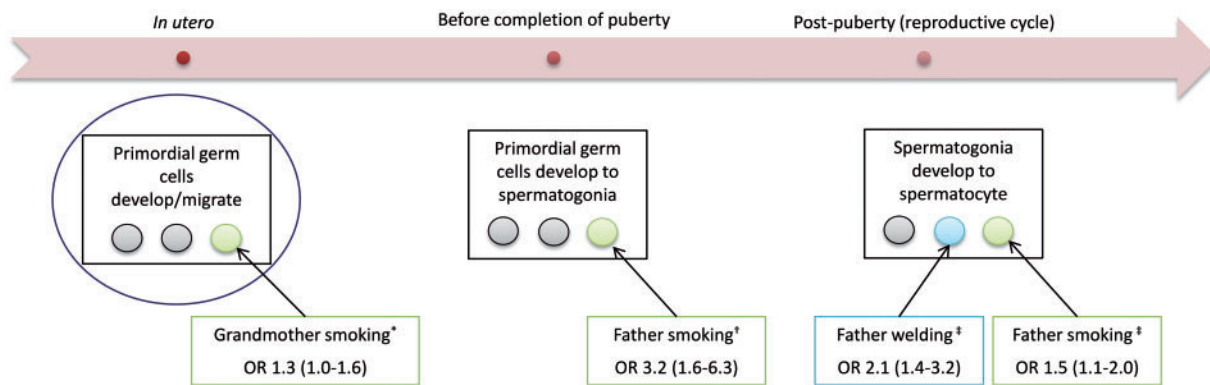 In utero
Before completion of puberty
Post-puberty (reproductive cycle)
Primordial germ
cells
develop/migrate
Primordial germ
cells develop to
spermatogonia
Spermatogonia
develop to
spermatocyte
Grandmother smoking*
OR 1.3 (1.0-1.6)
Father smoking†
OR 3.2 (1.6-6.3)
Father welding‡
OR 2.1 (1.4-3.2)
Father smoking‡
OR 1.5 (1.1-2.0)